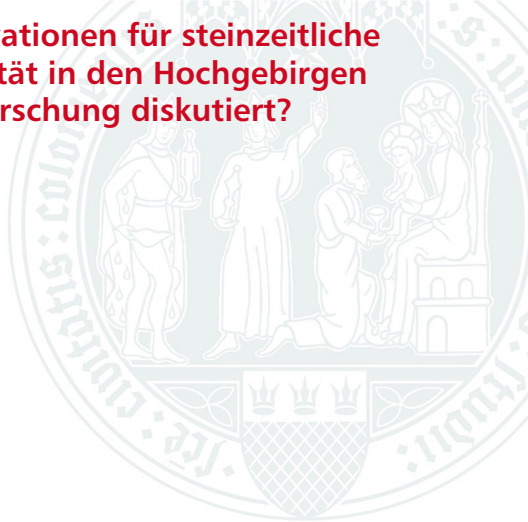 ationen für steinzeitliche
tät in den Hochgebirgen
rschung diskutiert?